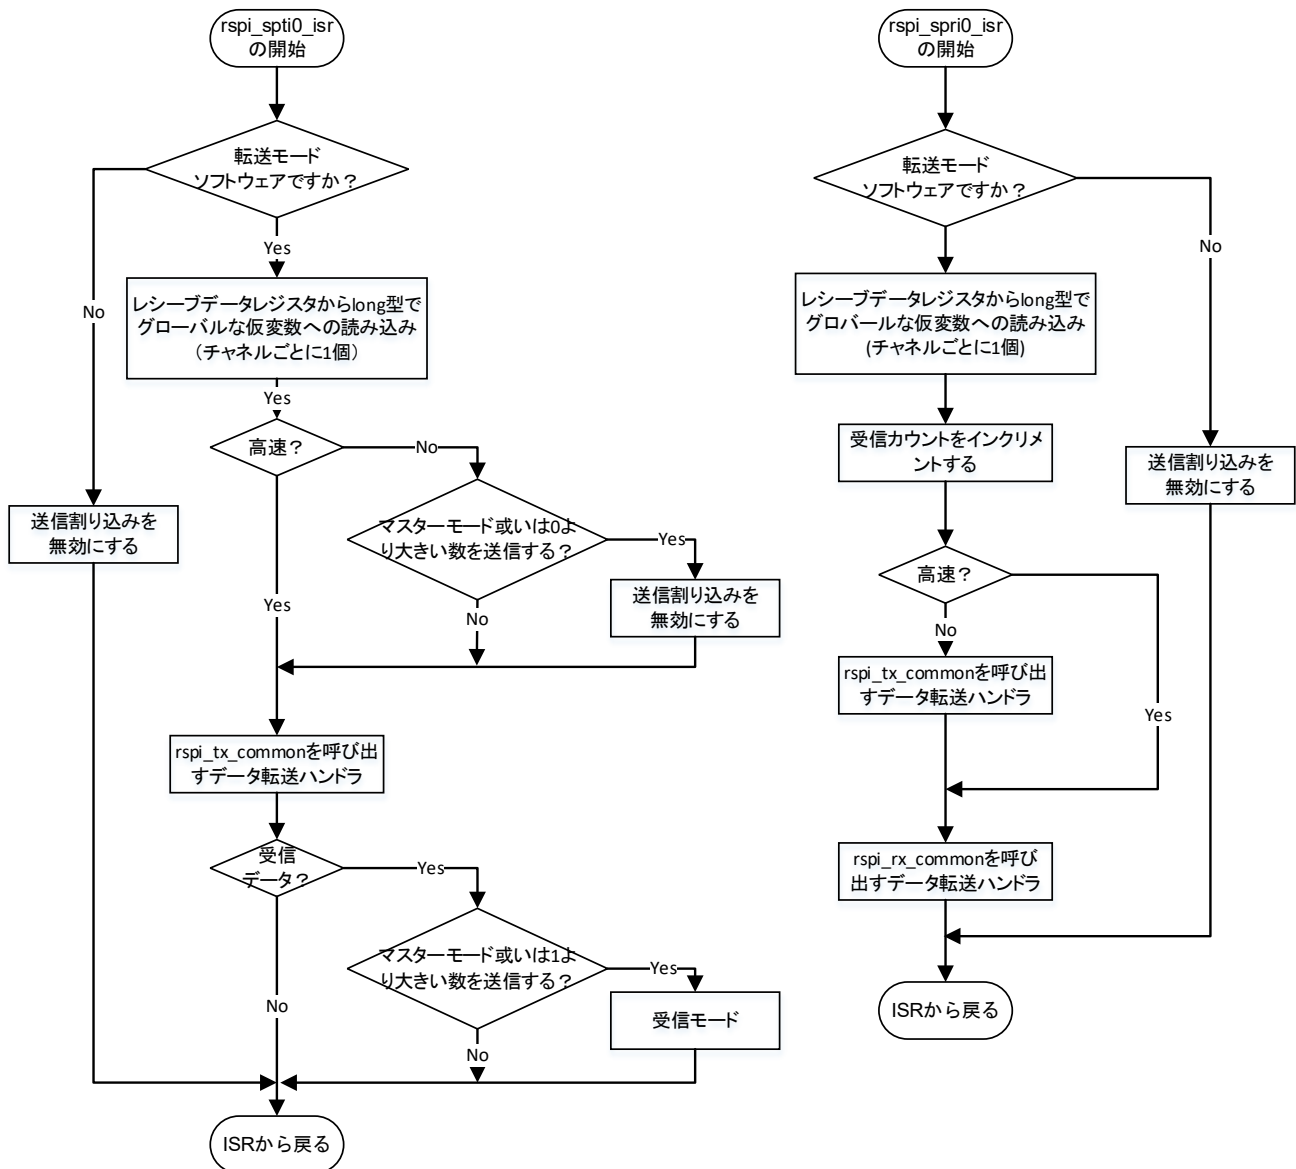 rspi_spti0_isr
の開始
転送モード
ソフトウェアですか？
Yes
No
レシーブデータレジスタからlong型で
グローバルな仮変数への読み込み
（チャネルごとに1個）
Yes
高速？
No
マスターモード或いは0よ
り大きい数を送信する？
Yes
送信割り込みを
無効にする
送信割り込みを
無効にする
Yes
No
rspi_tx_commonを呼び出
すデータ転送ハンドラ
受信
データ？
Yes
マスターモード或いは1よ
り大きい数を送信する？
Yes
受信モード
No
No
ISRから戻る
rspi_spri0_isr
の開始
転送モード
ソフトウェアですか？
No
レシーブデータレジスタからlong型で
グロバールな仮変数への読み込み
(チャネルごとに1個)
受信カウントをインクリメ
ントする
送信割り込みを
無効にする
高速？
No
rspi_tx_commonを呼び出
すデータ転送ハンドラ
Yes
rspi_rx_commonを呼び
出すデータ転送ハンドラ
ISRから戻る